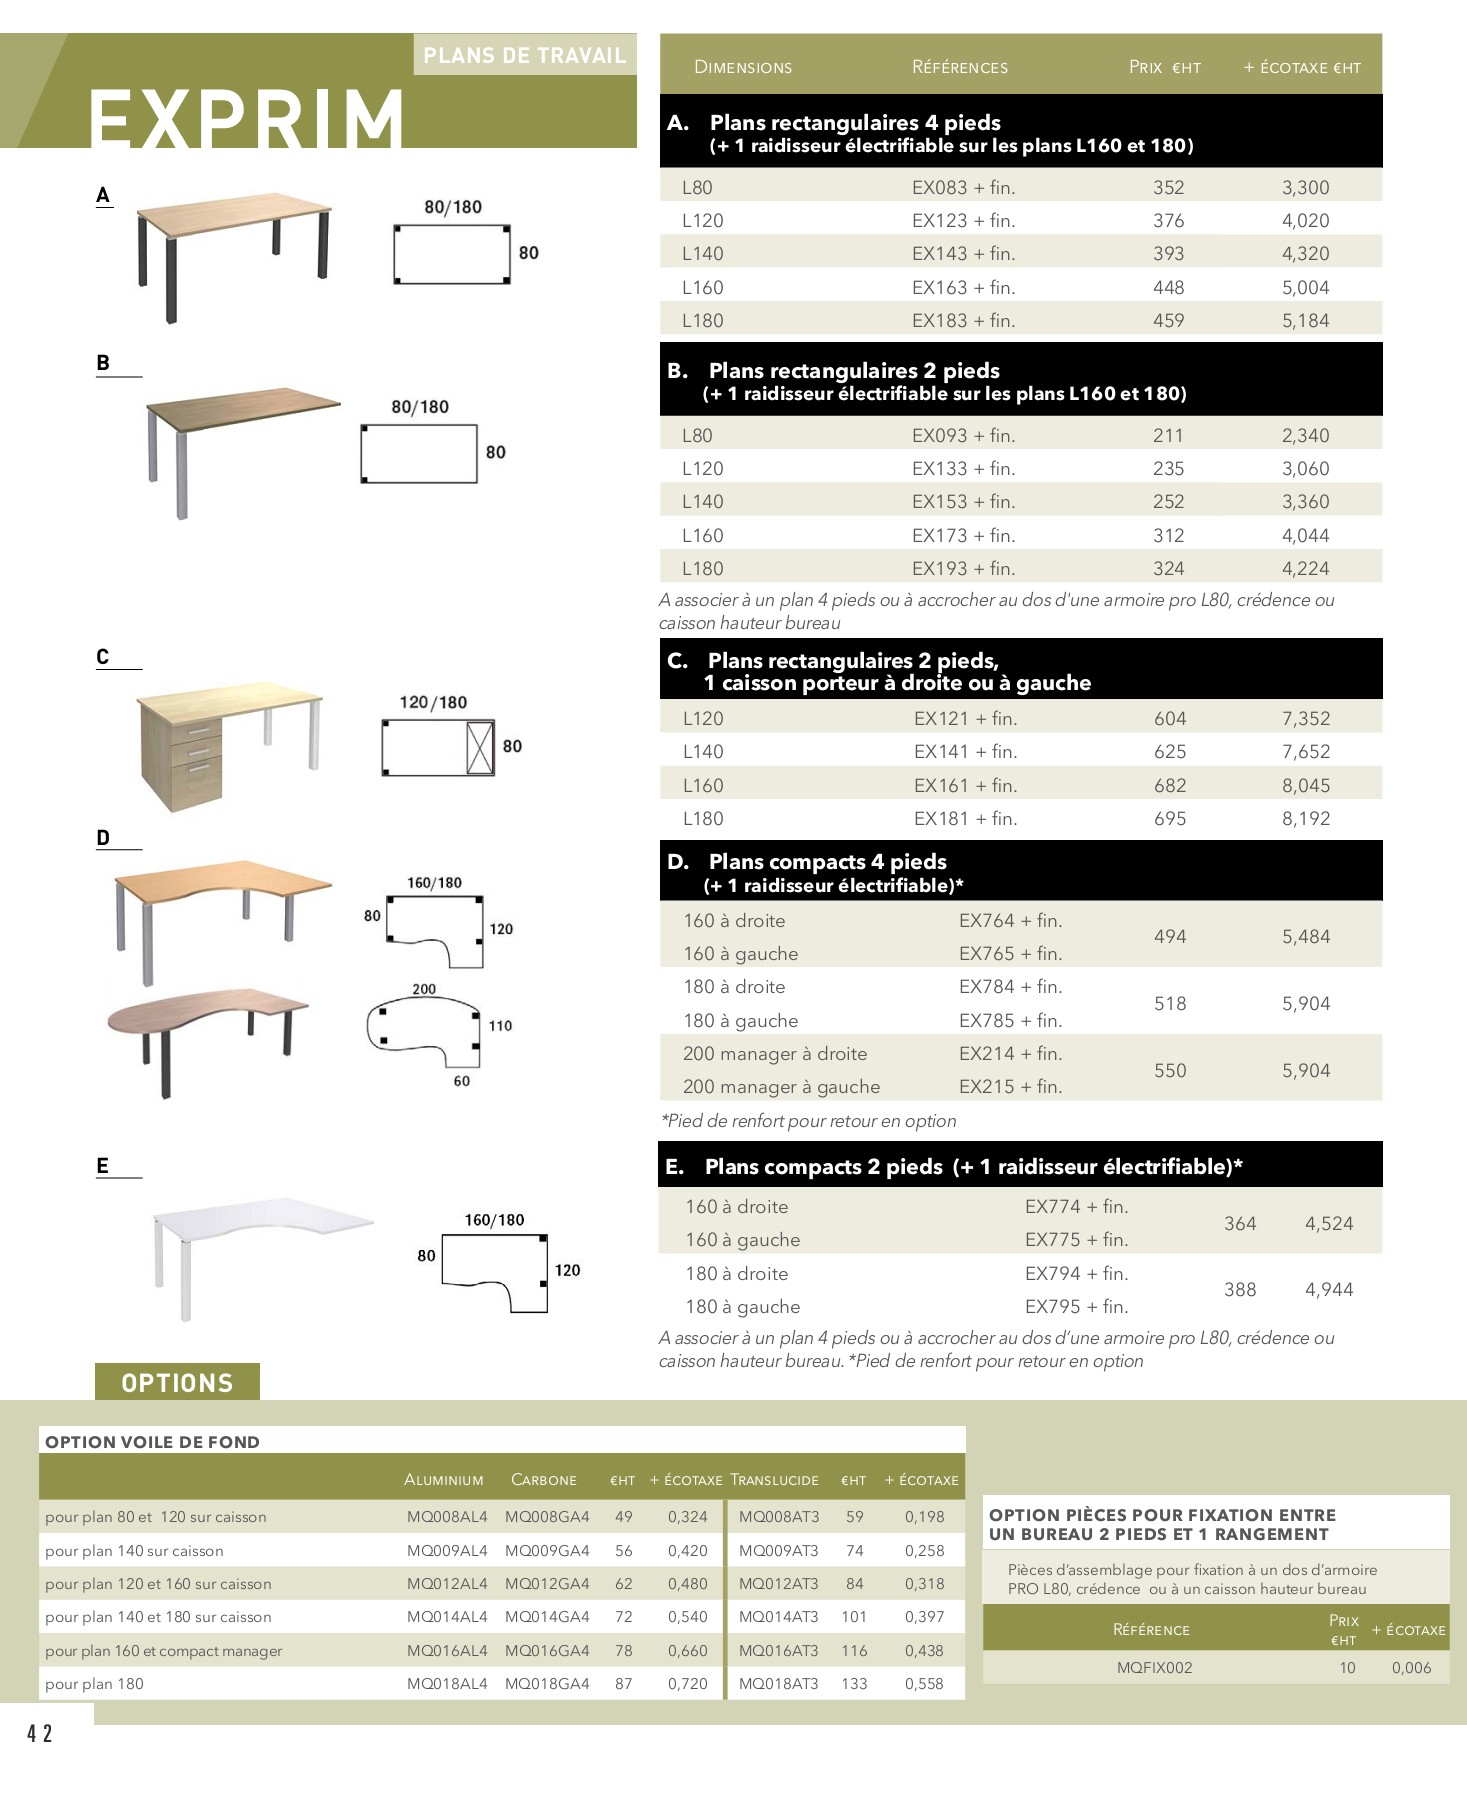 PLANS DE TRAVAIL
EXPRIM
A
80/180
80
B
80/180
80
C
120/180
80
D
160/180
80
120
200
110
60
E
160/180
80
120
Dimensions Références Prix €ht + écotaxe €ht
A. Plans rectangulaires 4 pieds
(+ 1 raidisseur électrifiable sur les plans L160 et 180)
L80 EX083 + fin. 352 3,300
L120 EX123 + fin. 376 4,020
L140 EX143 + fin. 393 4,320
L160 EX163 + fin. 448 5,004
L180 EX183 + fin. 459 5,184
B. Plans rectangulaires 2 pieds
(+ 1 raidisseur électrifiable sur les plans L160 et 180)
L80 EX093 + fin. 211 2,340
L120 EX133 + fin. 235 3,060
L140 EX153 + fin. 252 3,360
L160 EX173 + fin. 312 4,044
L180 EX193 + fin. 324 4,224
A associer à un plan 4 pieds ou à accrocher au dos d'une armoire pro L80, crédence ou
caisson hauteur bureau
C. Plans rectangulaires 2 pieds,
1 caisson porteur à droite ou à gauche
L120 EX121 + fin. 604 7,352
L140 EX141 + fin. 625 7,652
L160 EX161 + fin. 682 8,045
L180 EX181 + fin. 695 8,192
D. Plans compacts 4 pieds
(+ 1 raidisseur électrifiable)*
160 à droite EX764 + fin.
494 5,484
160 à gauche EX765 + fin.
180 à droite EX784 + fin.
518 5,904
180 à gauche EX785 + fin.
200 manager à droite EX214 + fin.
550 5,904
200 manager à gauche EX215 + fin.
*Pied de renfort pour retour en option
E. Plans compacts 2 pieds (+ 1 raidisseur électrifiable)*
160 à droite EX774 + fin.
364 4,524
160 à gauche EX775 + fin.
180 à droite EX794 + fin.
388 4,944
180 à gauche EX795 + fin.
A associer à un plan 4 pieds ou à accrocher au dos d’une armoire pro L80, crédence ou
caisson hauteur bureau. *Pied de renfort pour retour en option
OPTIONS
OPTION VOILE DE FOND
Aluminium Carbone €ht + écotaxe Translucide €ht + écotaxe
pour plan 80 et 120 sur caisson MQ008AL4 MQ008GA4 49 0,324 MQ008AT3 59 0,198
pour plan 140 sur caisson MQ009AL4 MQ009GA4 56 0,420 MQ009AT3 74 0,258
pour plan 120 et 160 sur caisson MQ012AL4 MQ012GA4 62 0,480 MQ012AT3 84 0,318
pour plan 140 et 180 sur caisson MQ014AL4 MQ014GA4 72 0,540 MQ014AT3 101 0,397
pour plan 160 et compact manager MQ016AL4 MQ016GA4 78 0,660 MQ016AT3 116 0,438
pour plan 180 MQ018AL4 MQ018GA4 87 0,720 MQ018AT3 133 0,558
OPTION PIÈCES POUR FIXATION ENTRE
UN BUREAU 2 PIEDS ET 1 RANGEMENT
Pièces d’assemblage pour fixation à un dos d’armoire
PRO L80, crédence ou à un caisson hauteur bureau
Référence Prix €ht + écotaxe
MQFIX002 10 0,006
42